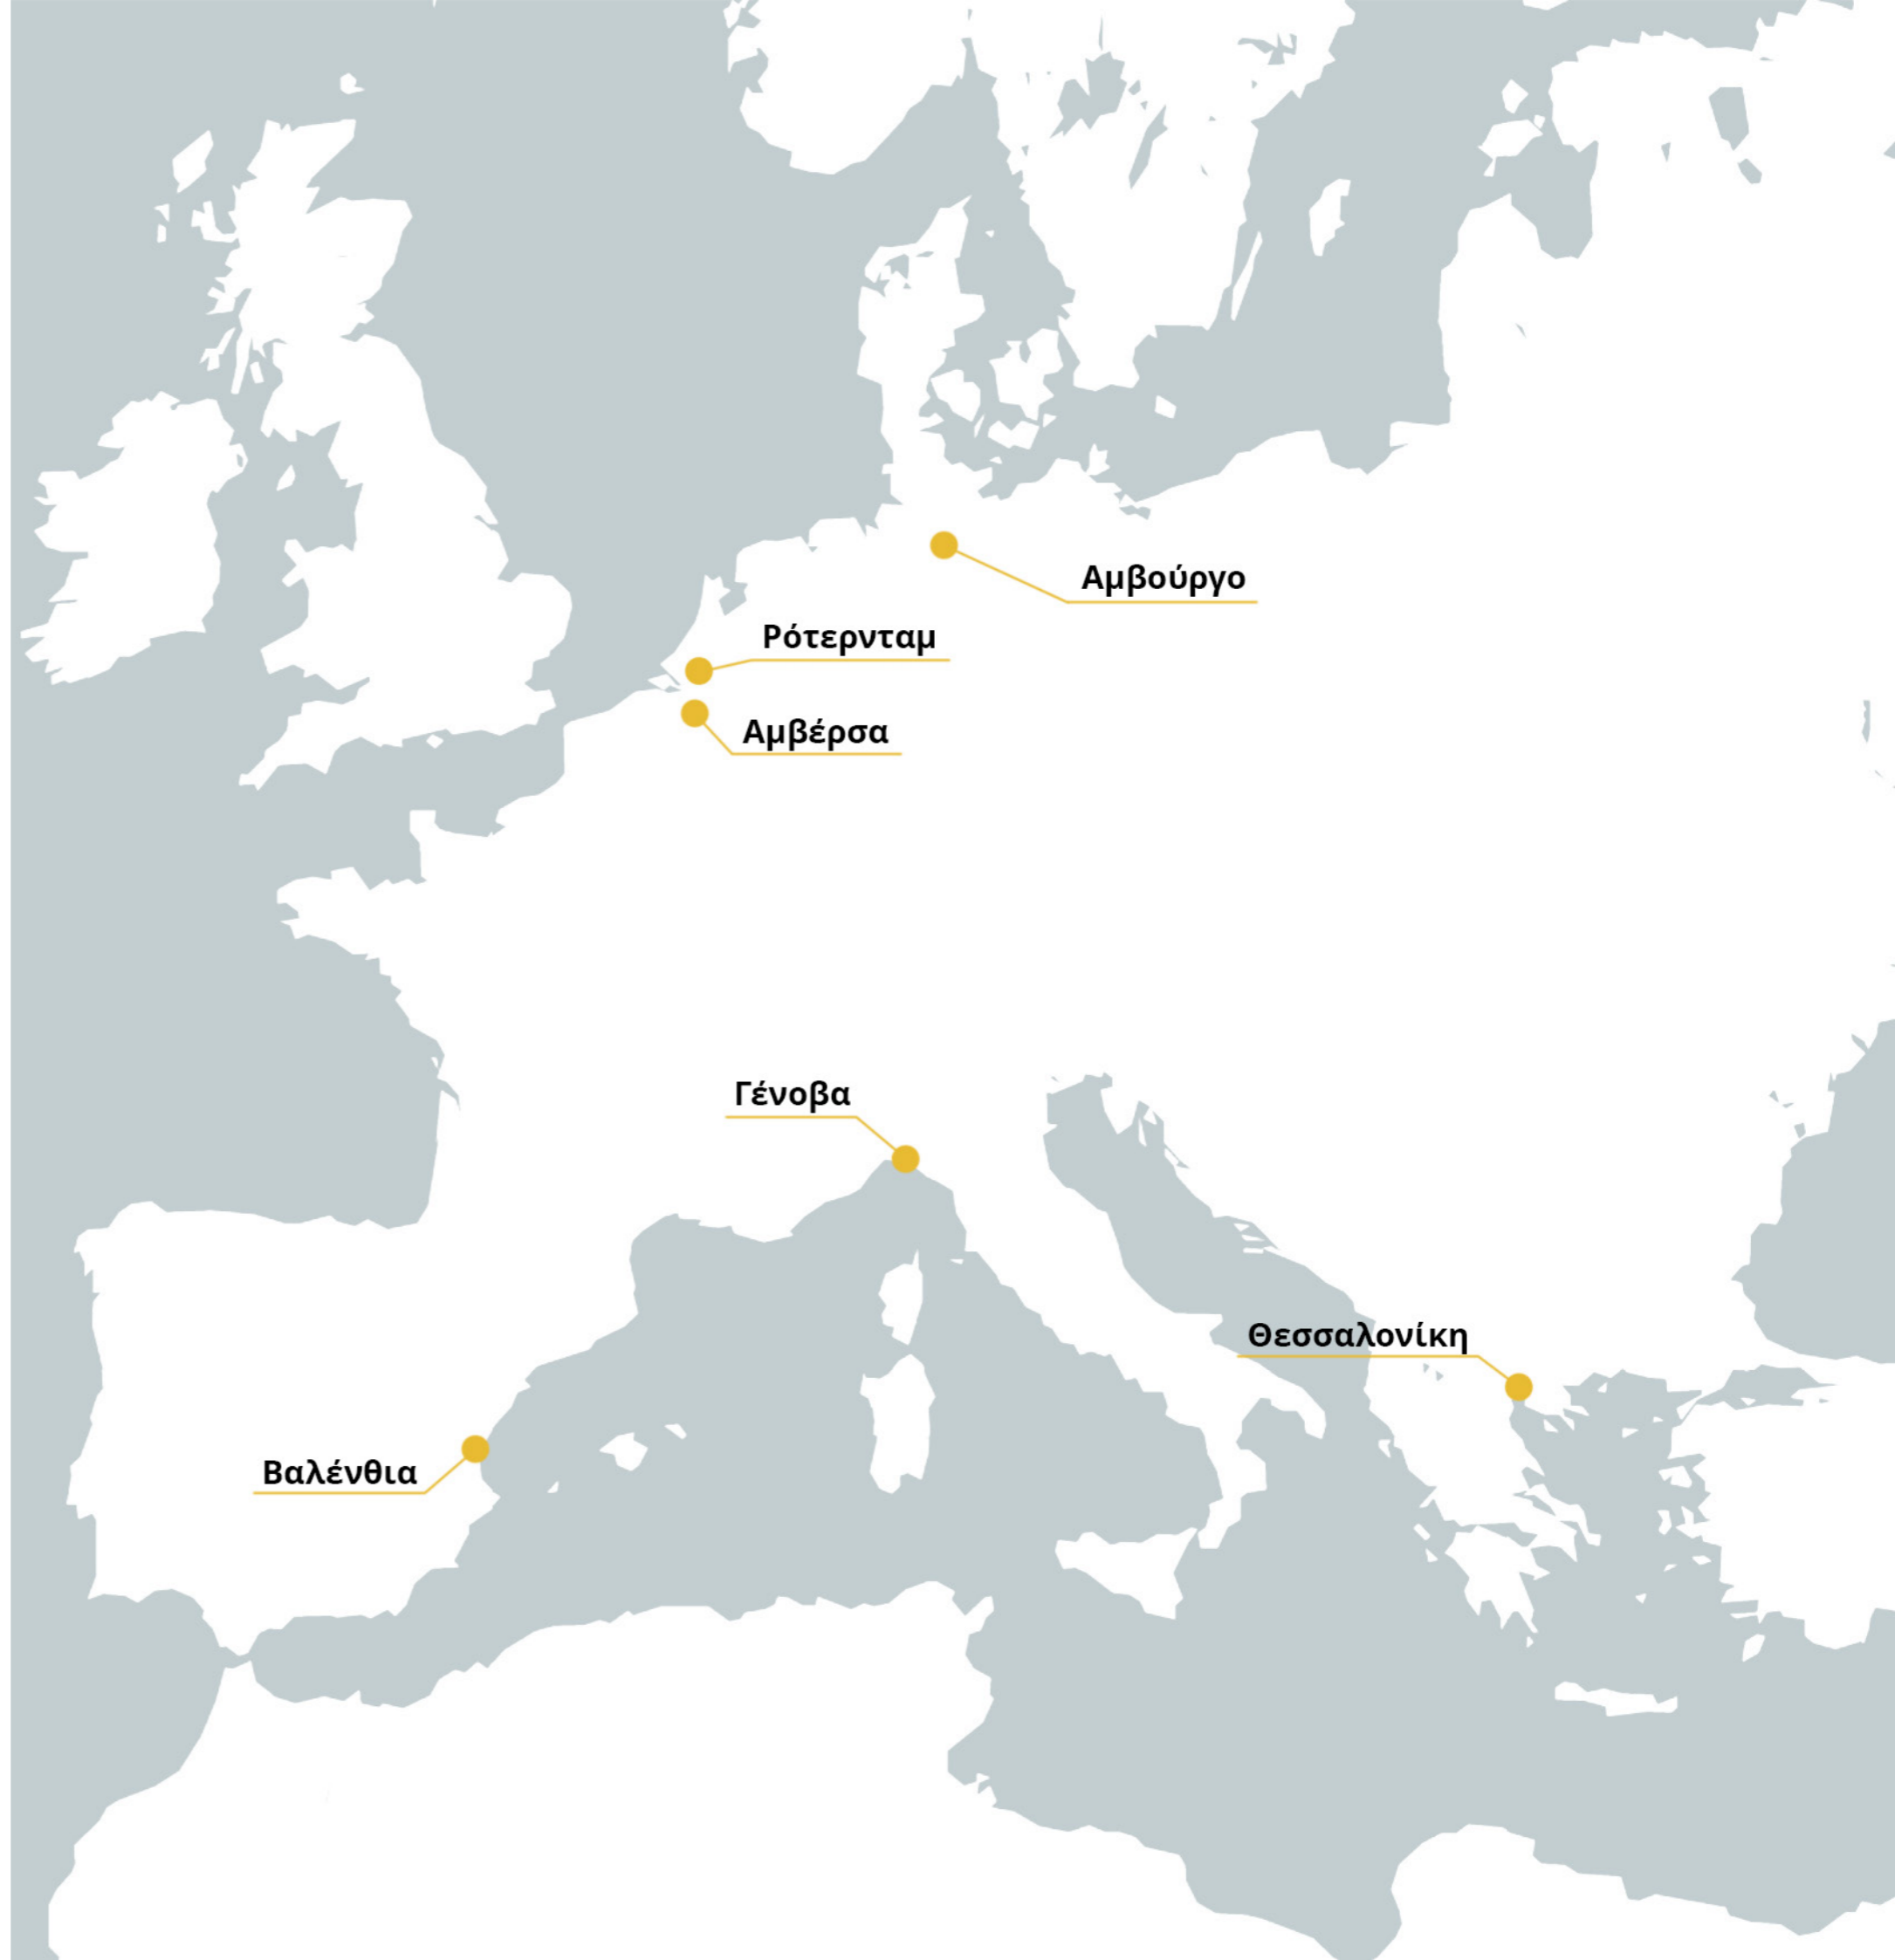 Αμβούργο
Ρότερνταμ
Αμβέρσα
Γένοβα
Θεσσαλονίκη
Βαλένθια